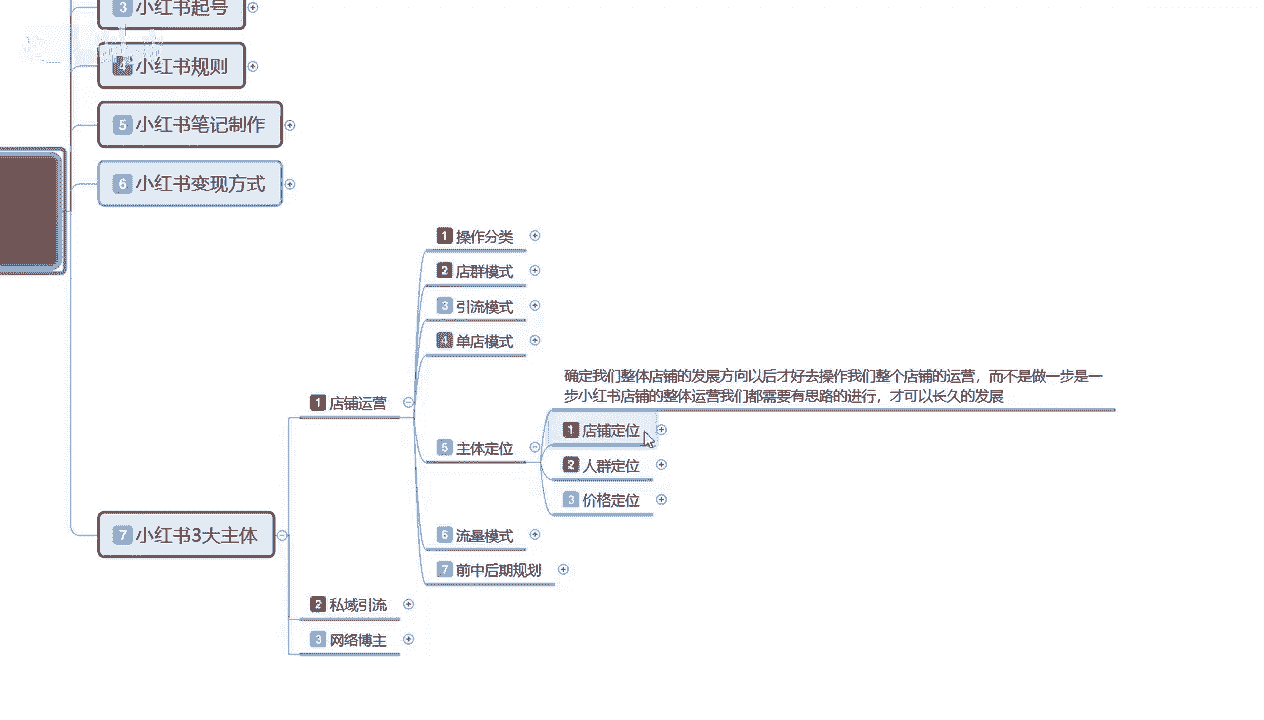 3 小红书起号
4 小红书规则
5 小红书笔记制作
6 小红书变现方式
1 操作分类
2 店群模式
3 引流模式
4 单店模式
确定我们整体店铺的发展方向以后才好去操作我们整个店铺的运营，而不是做一步是一
步小红书店铺的整体运营我们都需要有思路的进行，才可以长久的发展
1 店铺运营
1 店铺定位
5 主体定位
2 人群定位
3 价格定位
7 小红书3大主体
6 流量模式
7 前中后期规划
2 私域引流
3 网络博主